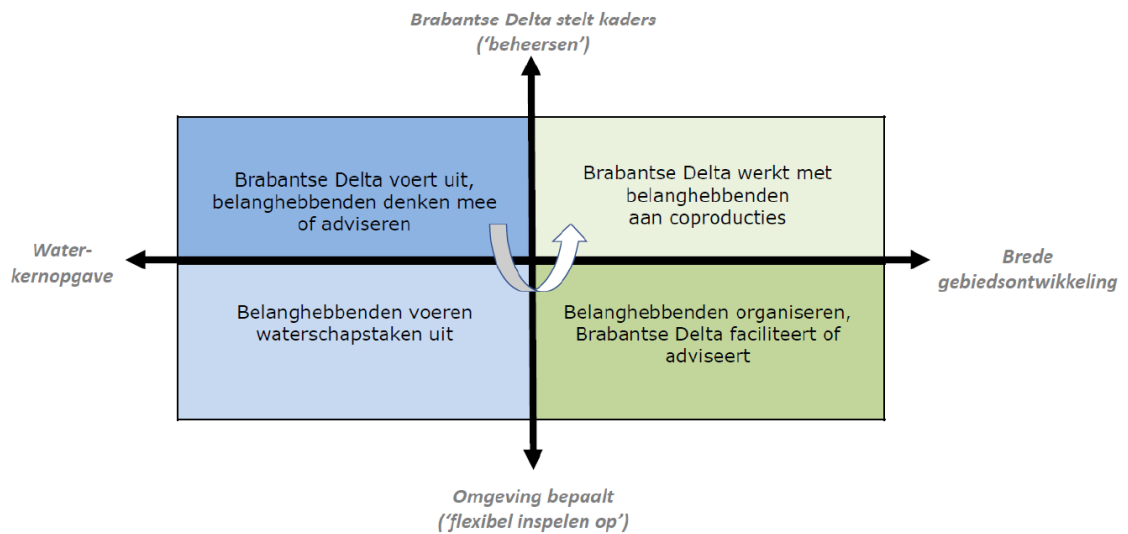 Brabantse Delta stelt kaders
(‘beheersen’)
Brabantse Delta voert uit,
belanghebbenden denken mee
of adviseren
Brabantse Delta werkt met
belanghebbenden
aan coproducties
Water-
kernopgave
Brede
gebiedsontwikkeling
Belanghebbenden voeren
waterschapstaken uit
Belanghebbenden organiseren,
Brabantse Delta faciliteert of
adviseert
Omgeving bepaalt
(‘flexibel inspelen op’)